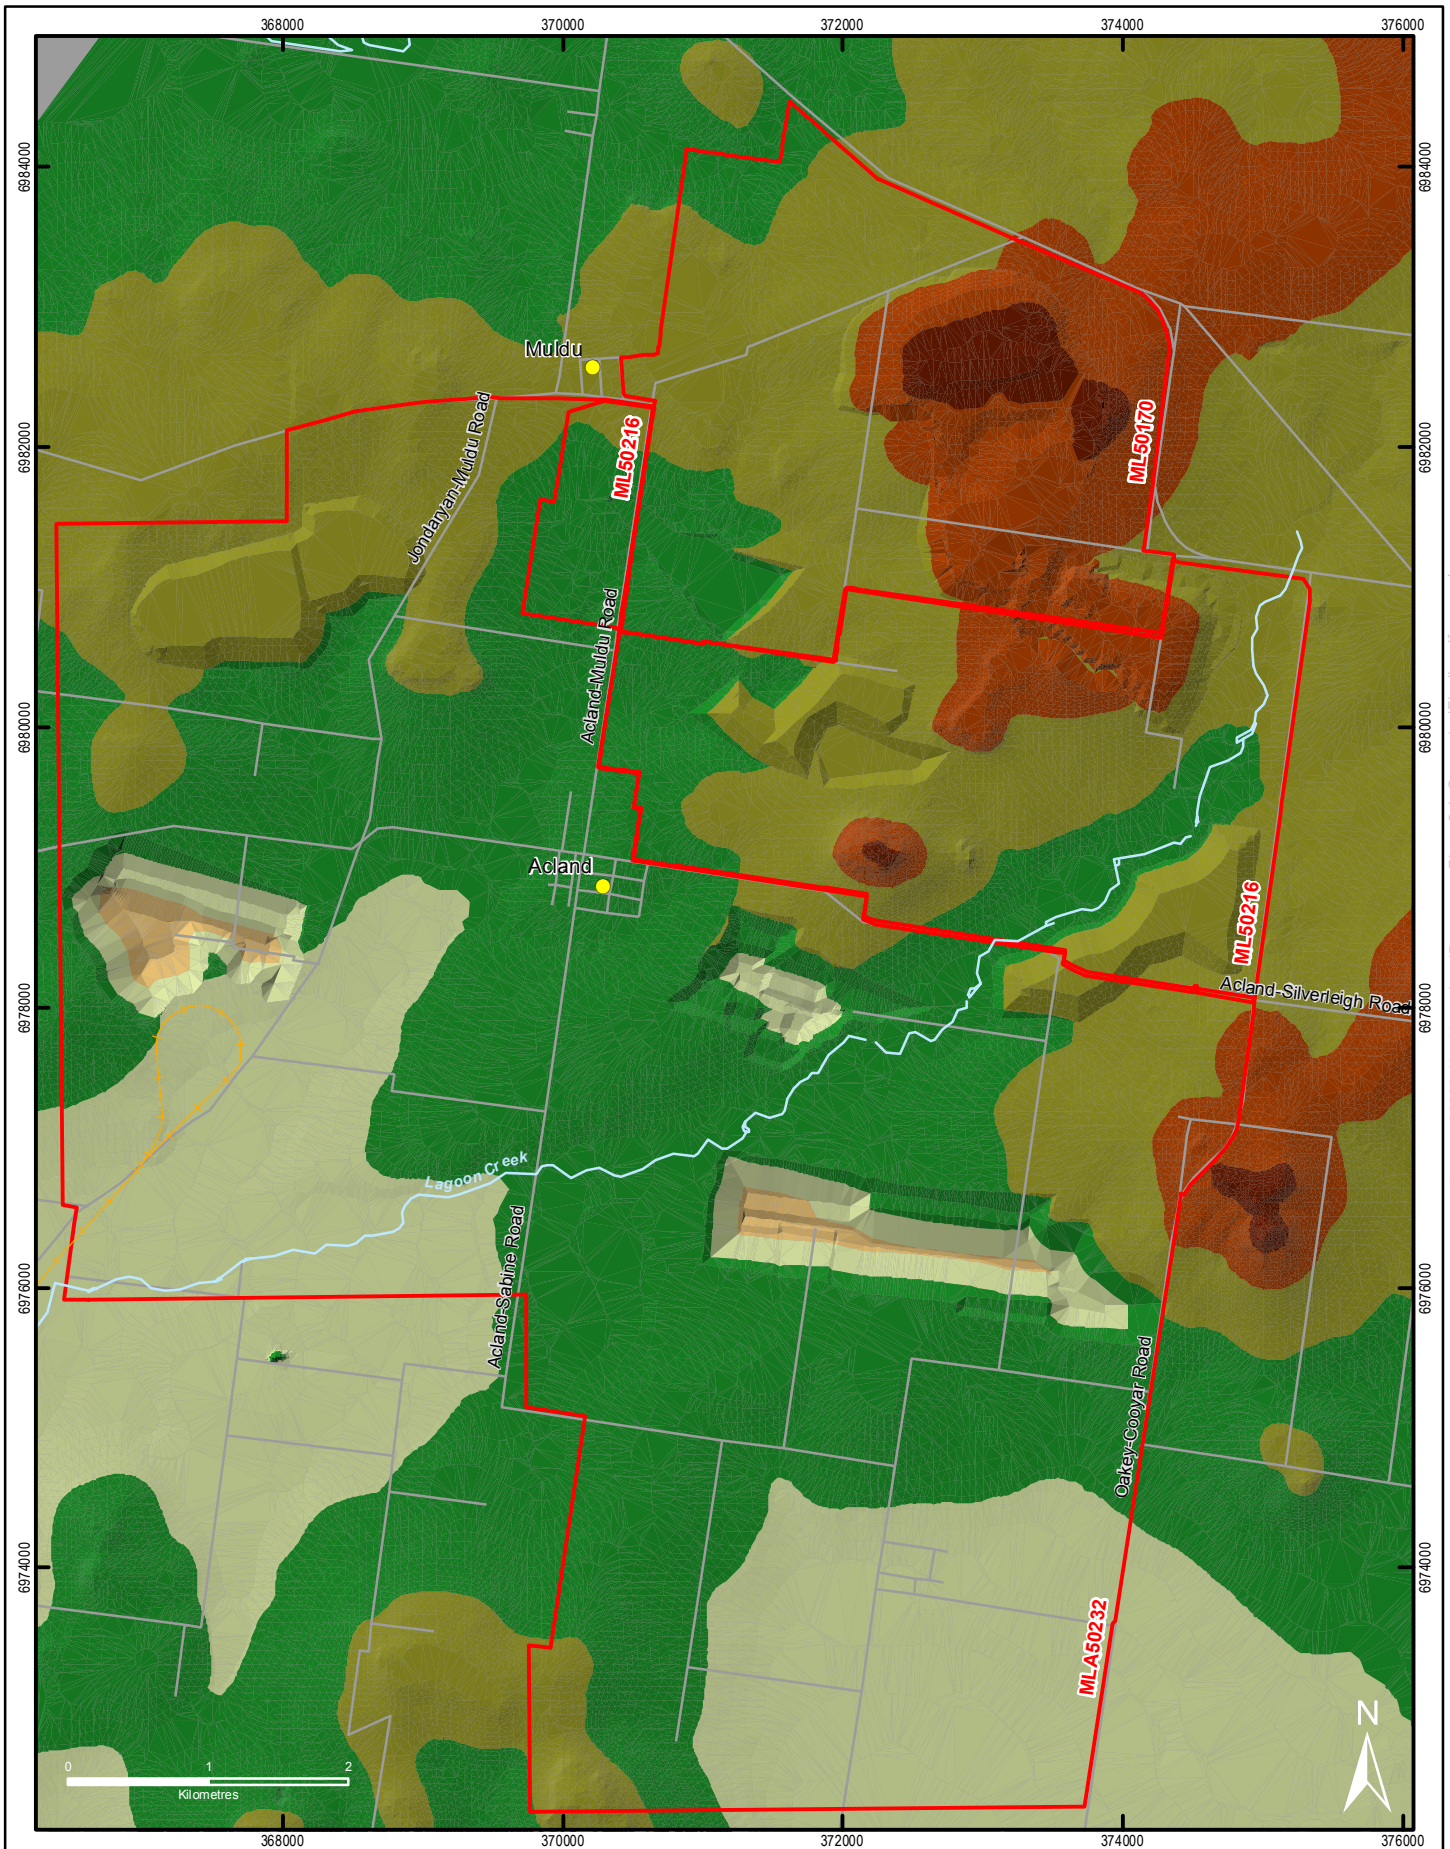 368000
370000
372000
374000
376000
6984000
6984000
Muldu
6982000
6982000
ML50216
ML50170
Jondaryan-Muldu Road
Acland-Muldu Road
6980000
6980000
Acland
ML50216
Acland-Silverleigh Road
6978000
6978000
Lagoon Creek
Acland-Sabine Road
6976000
6976000
Oakey-Cooyar Road
6974000
6974000
MLA50232
N
0 1 2
Kilometres
368000
370000
372000
374000
376000